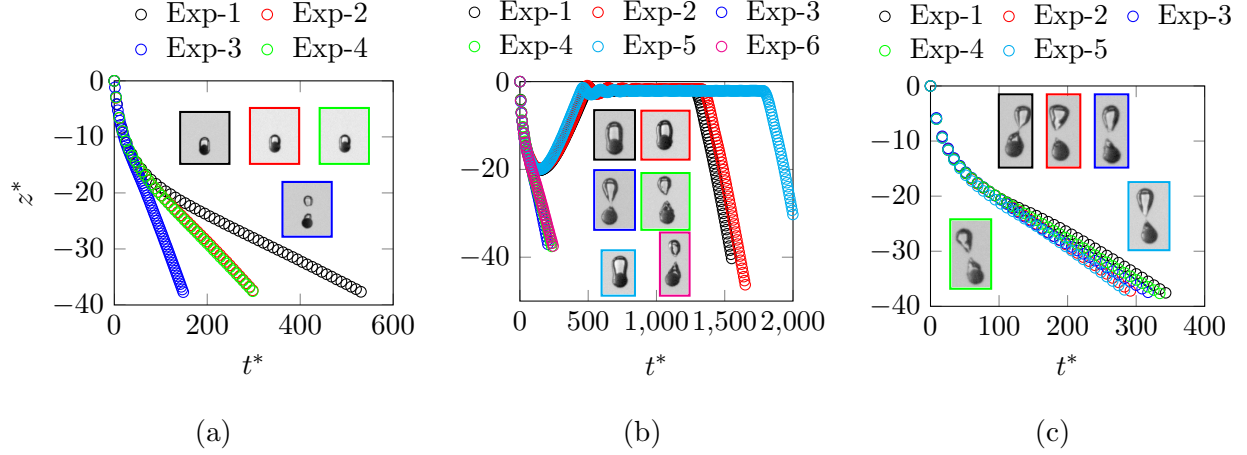 Exp-1 Exp-2
Exp-3 Exp-4
0
−10
−20
−30
−40
z*
0 200 400 600
t*
(a)
Exp-1 Exp-2 Exp-3
Exp-4 Exp-5 Exp-6
0
−20
−40
0 500 1,000 1,500 2,000
t*
(b)
Exp-1 Exp-2 Exp-3
Exp-4 Exp-5
0
−10
−20
−30
−40
0 100 200 300 400
t*
(c)